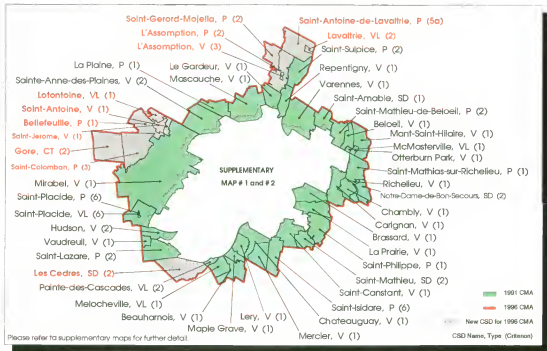 Saint-Gerord-Mojella, P (2)
Saint-Antoine-de-Lavaltrie, P (5a)
L'Assomption, P (2)
Lavaltrie, VL (2)
L'Assomption, V (3)
Saint-Sulpice, P (2)
La Plaine, P (1)
Le Gardeur, V (1)
Repentigny, V (1)
Sainte-Anne-des-Plaines, V (2)
Mascouche, V (1)
Varennes, V (1)
Lafontaine, VL (1)
Saint-Amable, SD (1)
Saint-Antoine, V (1)
Saint-Mathieu-de-Beloeil, P (2)
Bellefeuille, P (1)
Beloeil, V (1)
Saint-Jerome, V (1)
Mont-Saint-Hilaire, V (1)
Gore, CT (2)
McMasterville, VL (1)
Otterburn Park, V (1)
Saint-Colomban, P (3)
SUPPLEMENTARY
MAP # 1 and # 2
Saint-Mathias-sur-Richelieu, P (1)
Mirabel, V (1)
Richelieu, V (1)
Saint-Placide, P (6)
Notre-Dame-de-Bon-Secours, SD (2)
Saint-Placide, VL (6)
Chambly, V (1)
Hudson, V (2)
Carignan, V (1)
Vaudreuil, V (1)
Brossard, V (1)
Saint-Lazare, P (2)
La Prairie, V (1)
Les Cedres, SD (2)
Saint-Philippe, P (1)
Pointe-des-Cascades, VL (2)
Saint-Mathieu, SD (2)
Melocheville, VL (1)
Saint-Constant, V (1)
1991 CMA
Beauharnois, V (1)
Lery, V (1)
Saint-Isidore, P (6)
1996 CMA
Maple Grove, V (1)
Chateauguay, V (1)
New CSD for 1996 CMA
Mercier, V (1)
Please refer to supplementary maps for further detail:
CSD Name, Type (Criterion)